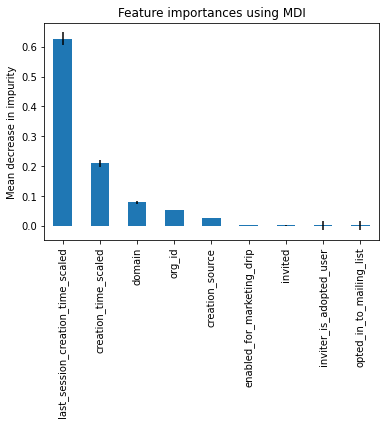 Feature importances using MDI
Mean decrease in impurity
0.6
0.5
0.4
0.3
0.2
0.1
0.0
last_session_creation_time_scaled
creation_time_scaled
domain
org_id
creation_source
enabled_for_marketing_drip
invited
inviter_is_adopted_user
opted_in_to_mailing_list